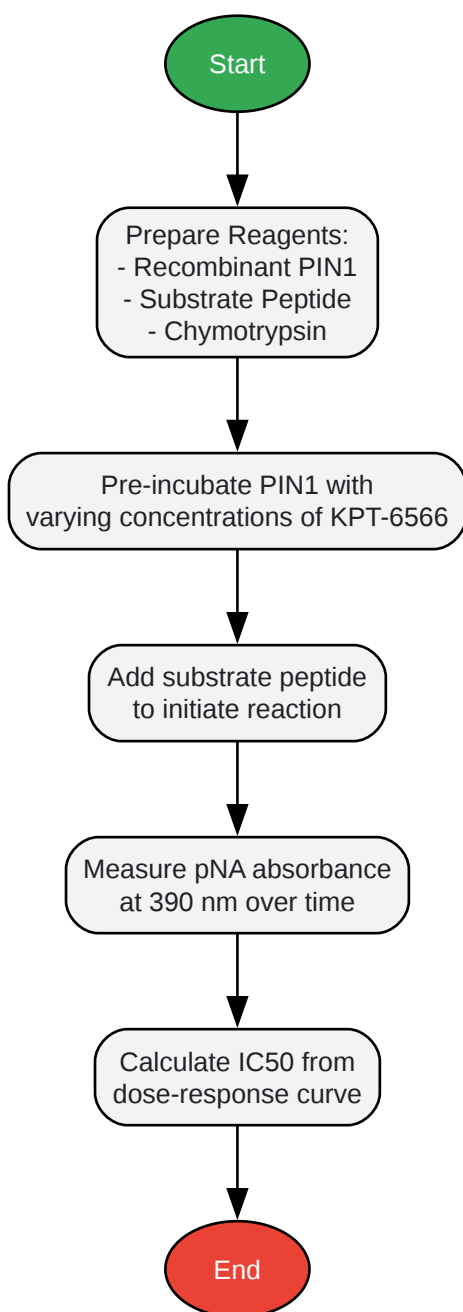 Start
Prepare Reagents:
- Recombinant PIN1
- Substrate Peptide
- Chymotrypsin
Pre-incubate PIN1 with
varying concentrations of KPT-6566
Add substrate peptide
to initiate reaction
Measure pNA absorbance
at 390 nm over time
Calculate IC50 from
dose-response curve
End